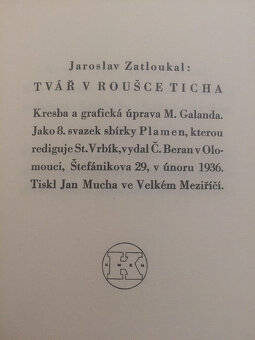 Jaroslav Zatloukal:
TVÁŘ V ROUŠCE TICHA
Kresba a grafická úprava M. Galanda.
Jako 8. svazek sbírky Plamen, kterou
rediguje St. Vrbík, vydal Č. Beran v Olo-
mouci, Štefánikova 29, v únoru 1936.
Tiskl Jan Mucha ve Velkém Meziříčí.
K